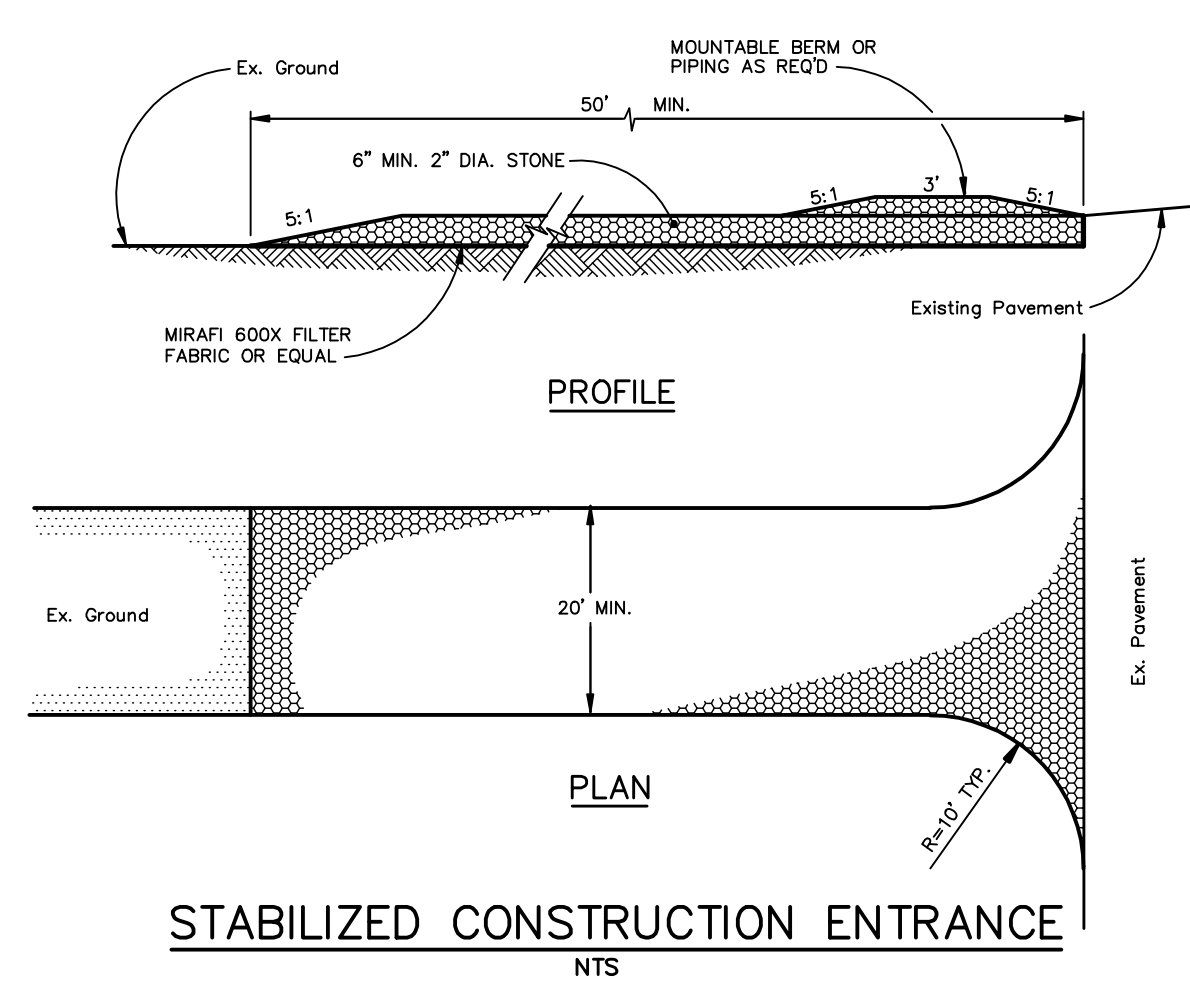 MOUNTABLE BERM OR
PIPING AS REQ'D
Ex. Ground
50' MIN.
6" MIN. 2" DIA. STONE
5:1
5:1
3'
5:1
Existing Pavement
MIRAFI 600X FILTER
FABRIC OR EQUAL
PROFILE
Ex. Ground
20' MIN.
Ex. Pavement
PLAN
R=10' TYP.
STABILIZED CONSTRUCTION ENTRANCE
NTS